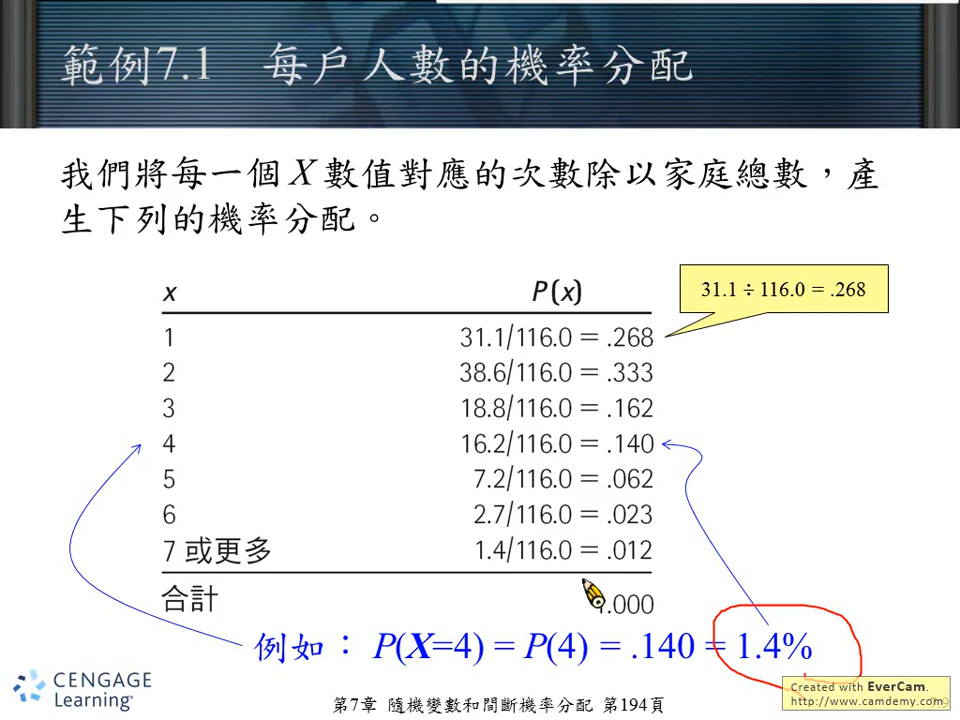 範例7.1 每戶人數的機率分配
我們將每一個 X 數值對應的次數除以家庭總數，產
生下列的機率分配。
x P(x)
31.1 ÷ 116.0 = .268
1 31.1/116.0 = .268
2 38.6/116.0 = .333
3 18.8/116.0 = .162
4 16.2/116.0 = .140
5 7.2/116.0 = .062
6 2.7/116.0 = .023
7 或更多 1.4/116.0 = .012
合計 1.000
例如： P(X=4) = P(4) = .140 = 1.4%
CENGAGE
Learning®
第7章 隨機變數和間斷機率分配 第194頁
Created with EverCam.
http://www.camdemy.com